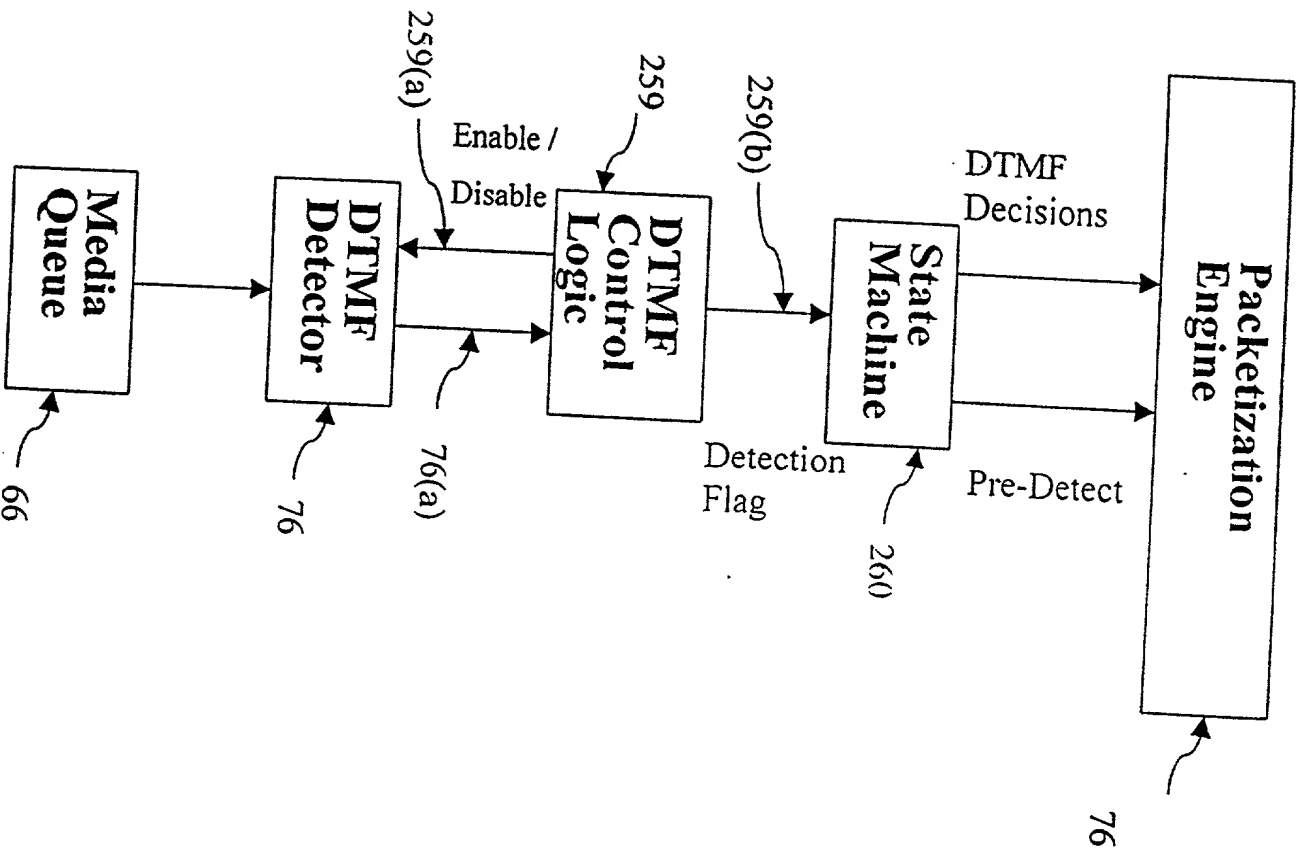 Packetization
Engine
76
DTMF
Decisions
Pre-Detect
State
Machine
260
259(b)
Detection
Flag
259
DTMF
Control
Logic
Enable /
Disable
259(a)
76(a)
DTMF
Detector
76
Media
Queue
66